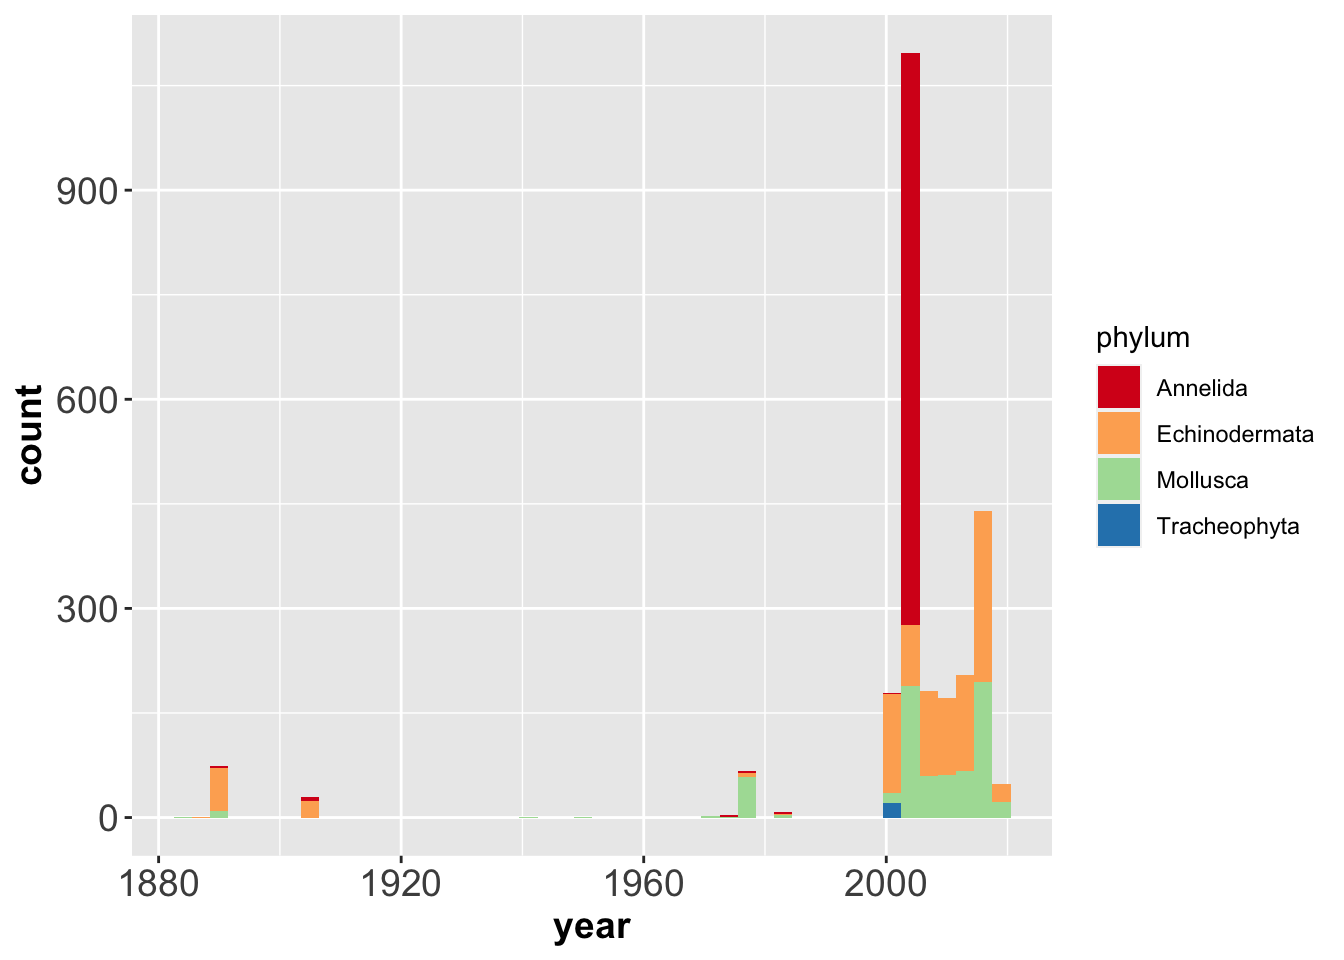 count
900
600
300
0
1880 1920 1960 2000
year
phylum
Annelida
Echinodermata
Mollusca
Tracheophyta